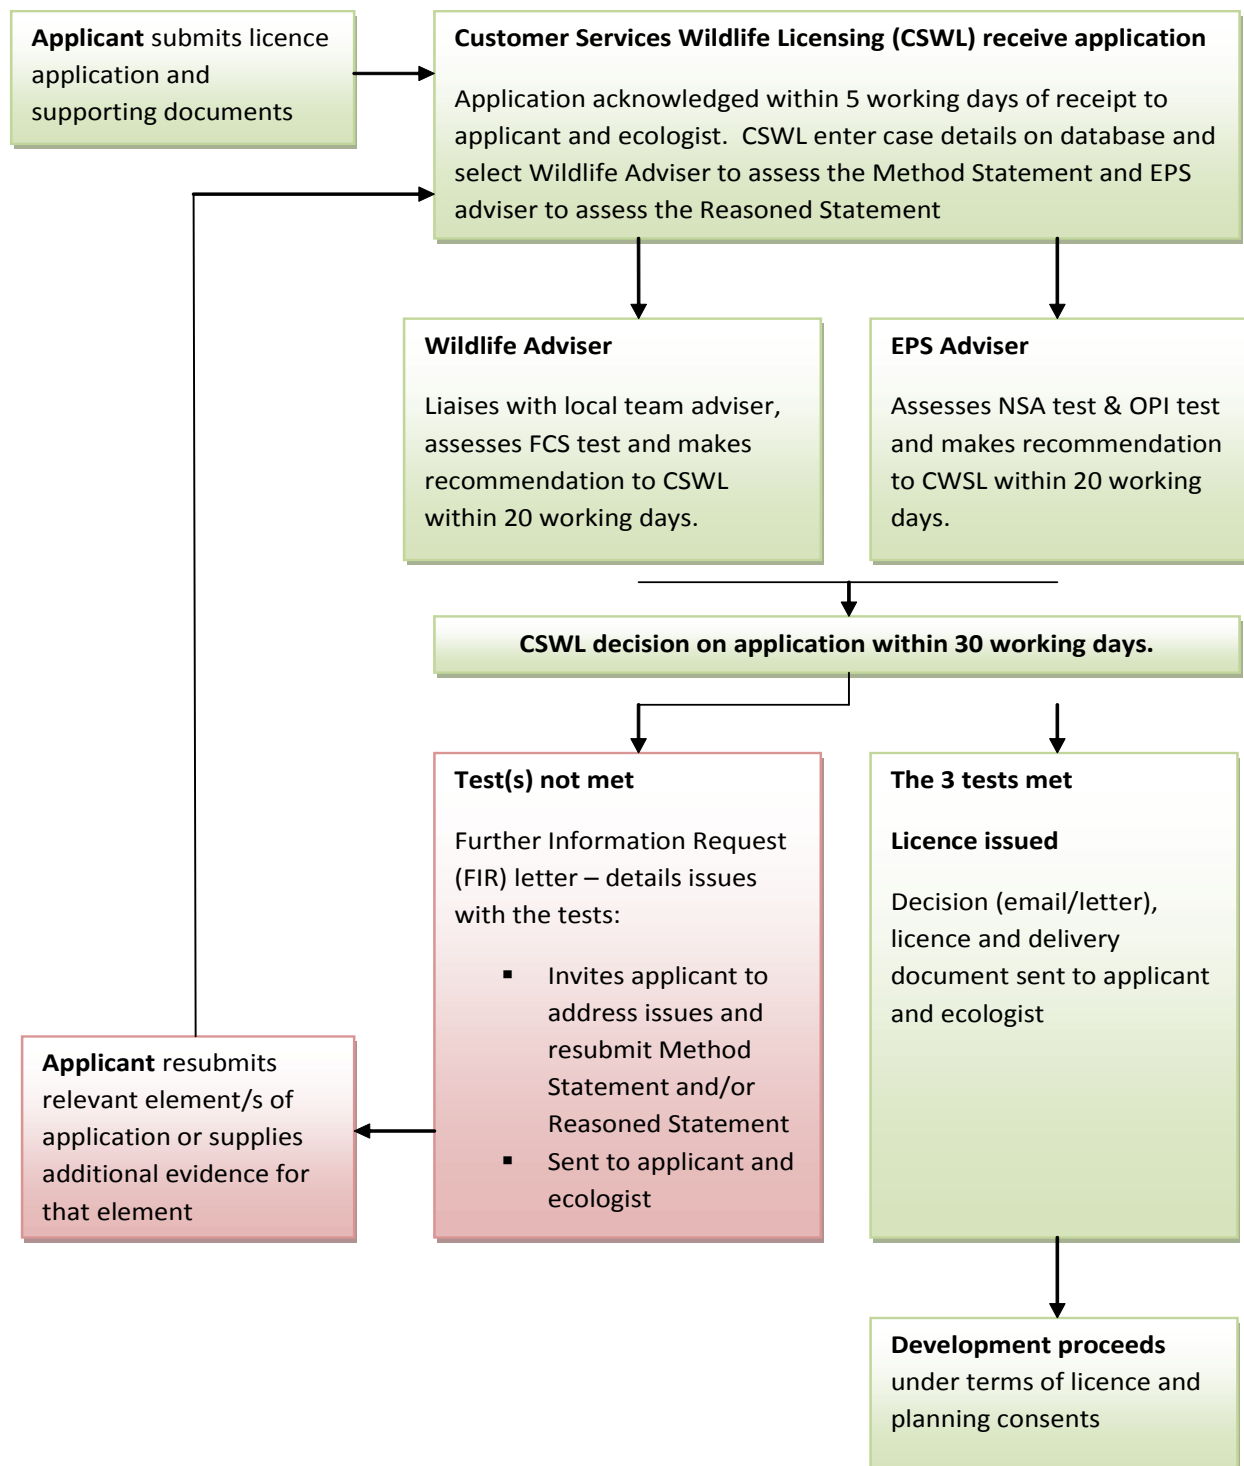 Applicant submits licence
application and
supporting documents
Customer Services Wildlife Licensing (CSWL) receive application
Application acknowledged within 5 working days of receipt to
applicant and ecologist.  CSWL enter case details on database and
select Wildlife Adviser to assess the Method Statement and EPS
adviser to assess the Reasoned Statement
Wildlife Adviser
Liaises with local team adviser,
assesses FCS test and makes
recommendation to CSWL
within 20 working days.
EPS Adviser
Assesses NSA test & OPI test
and makes recommendation
to CWSL within 20 working
days.
CSWL decision on application within 30 working days.
Test(s) not met
Further Information Request
(FIR) letter – details issues
with the tests:
▪ Invites applicant to
address issues and
resubmit Method
Statement and/or
Reasoned Statement
▪ Sent to applicant and
ecologist
The 3 tests met
Licence issued
Decision (email/letter),
licence and delivery
document sent to applicant
and ecologist
Applicant resubmits
relevant element/s of
application or supplies
additional evidence for
that element
Development proceeds
under terms of licence and
planning consents